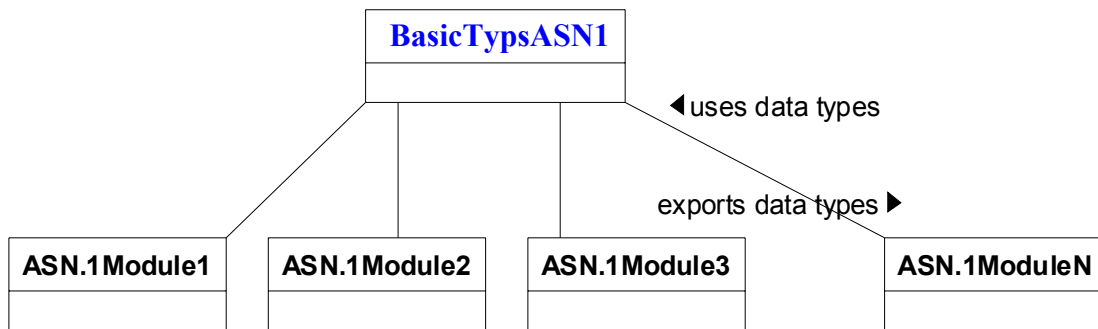 BasicTypsASN1
◄ uses data types
exports data types ►
ASN.1Module1
ASN.1Module2
ASN.1Module3
ASN.1ModuleN